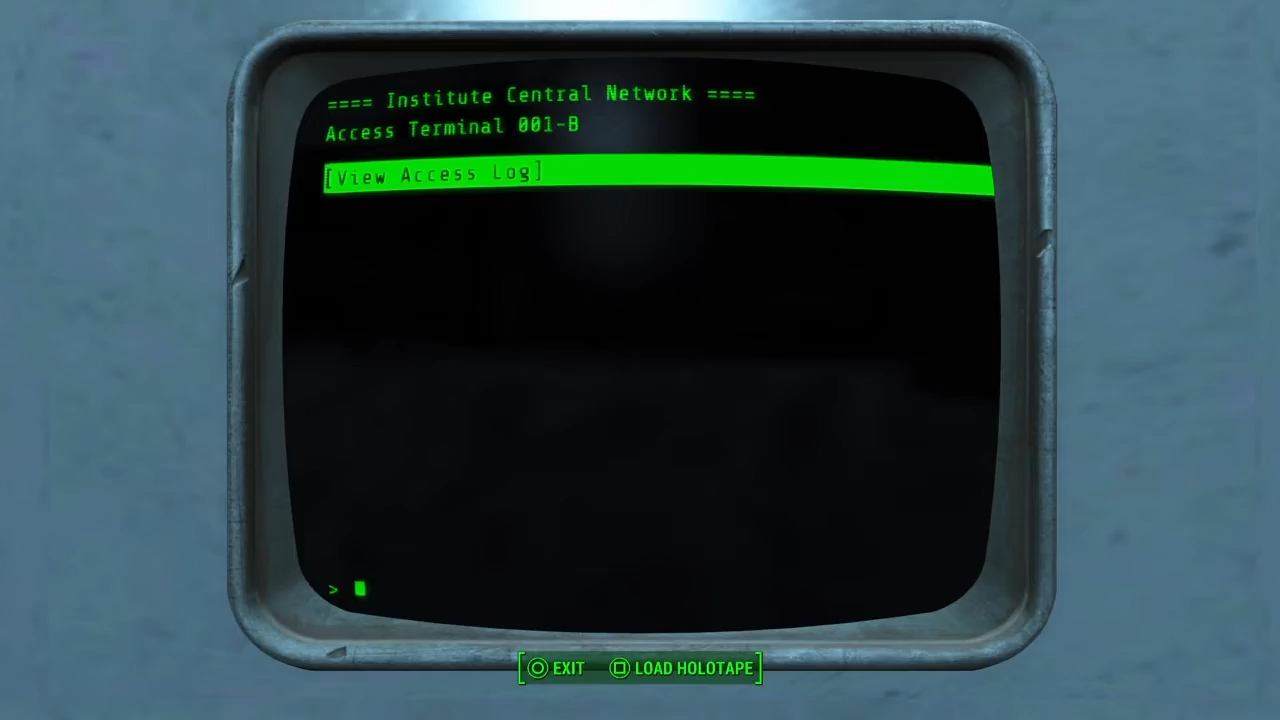 ==== Institute Central Network ====
Access Terminal 001-B
[View Access Log]
>
EXIT LOAD HOLOTAPE